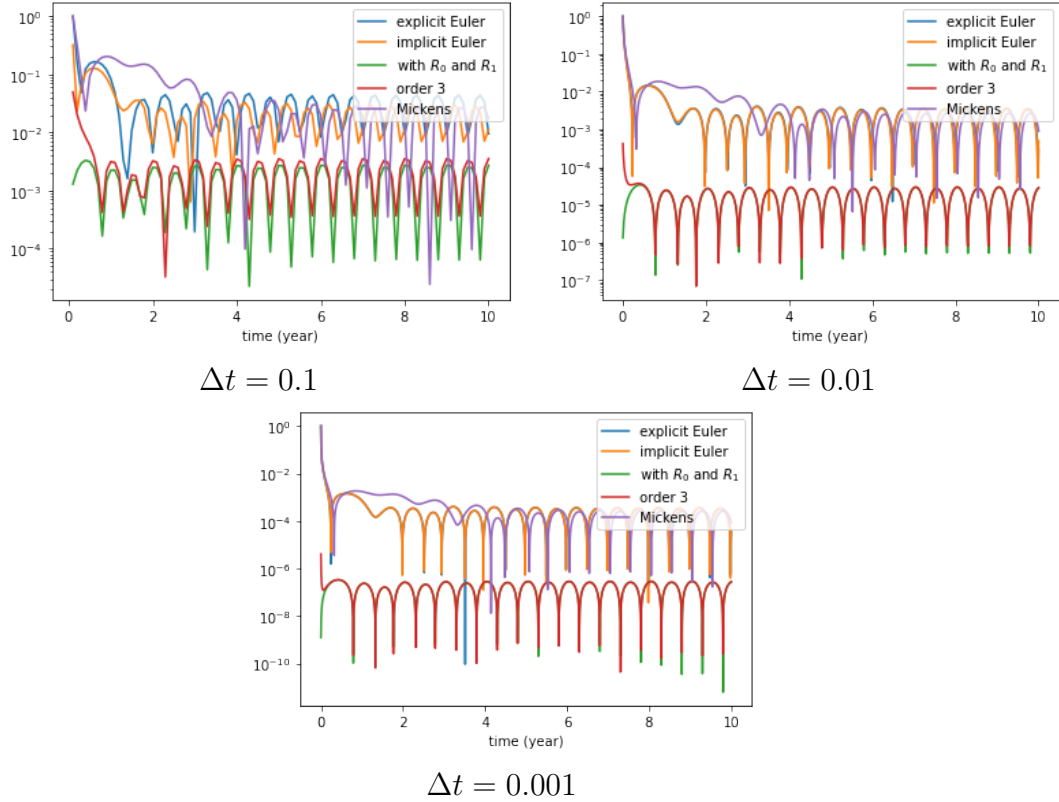 10⁰
10⁻¹
10⁻²
10⁻³
10⁻⁴
explicit Euler
implicit Euler
with R₀ and R₁
order 3
Mickens
0 2 4 6 8 10
time (year)
Δt = 0.1
10⁰
10⁻¹
10⁻²
10⁻³
10⁻⁴
10⁻⁵
10⁻⁶
10⁻⁷
explicit Euler
implicit Euler
with R₀ and R₁
order 3
Mickens
0 2 4 6 8 10
time (year)
Δt = 0.01
10⁰
10⁻²
10⁻⁴
10⁻⁶
10⁻⁸
10⁻¹⁰
explicit Euler
implicit Euler
with R₀ and R₁
order 3
Mickens
0 2 4 6 8 10
time (year)
Δt = 0.001